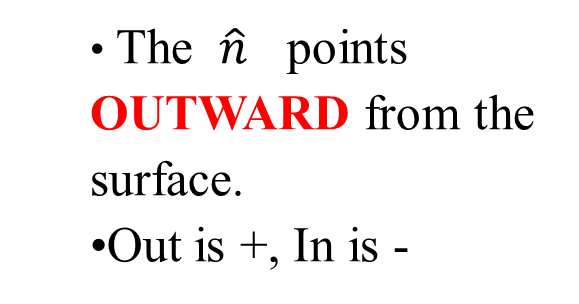 • The n̂ points
OUTWARD from the
surface.
•Out is +, In is -